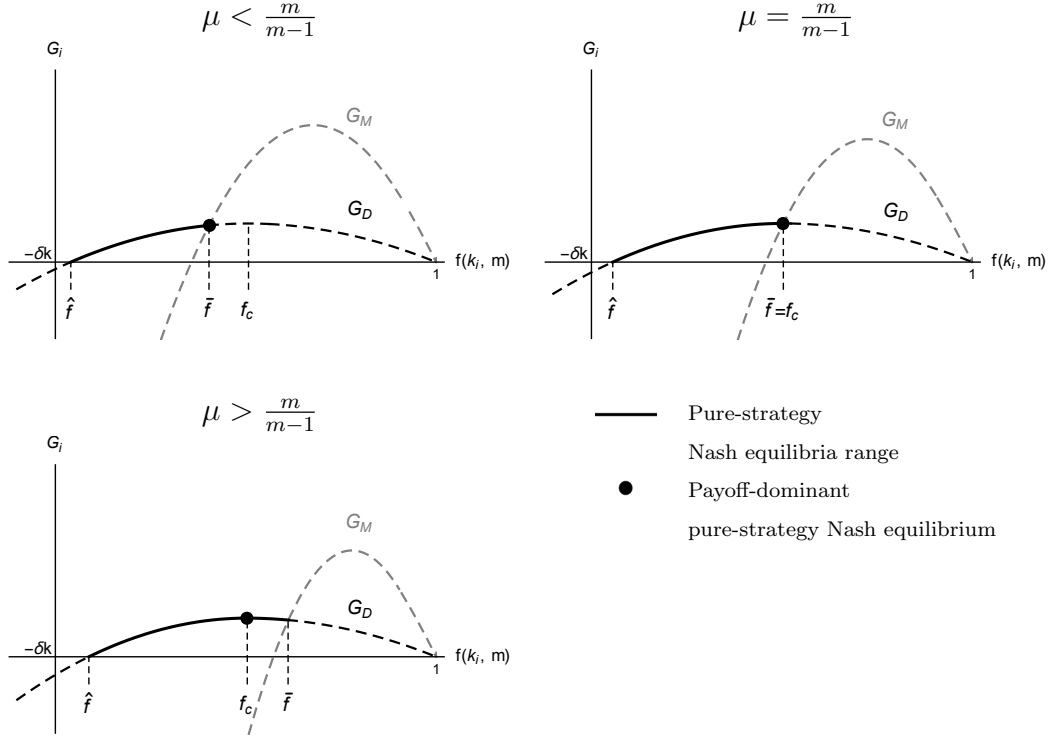 μ < m/(m−1)
G_i
G_M
G_D
−δk
f(k_i, m)
1
f̂
f̄
f_c
μ = m/(m−1)
G_i
G_M
G_D
−δk
f(k_i, m)
1
f̂
f̄=f_c
μ > m/(m−1)
G_i
G_M
G_D
−δk
f(k_i, m)
1
f̂
f_c
f̄
Pure-strategy
Nash equilibria range
Payoff-dominant
pure-strategy Nash equilibrium